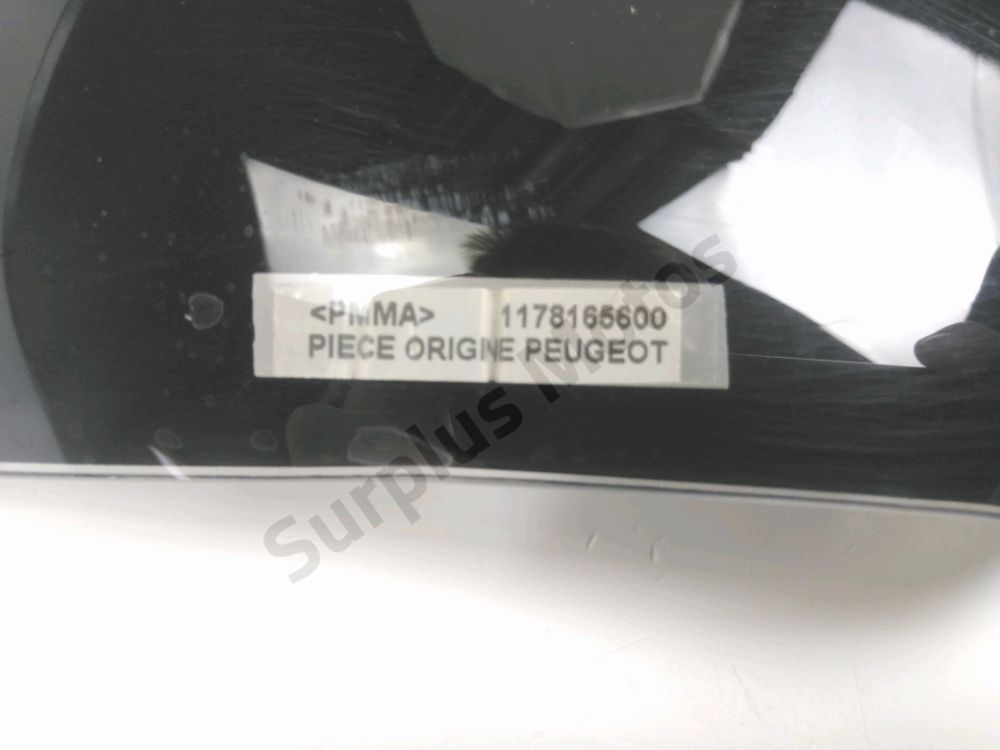 <PMMA> 1178165600
PIECE ORIGINE PEUGEOT
Surplus Motos